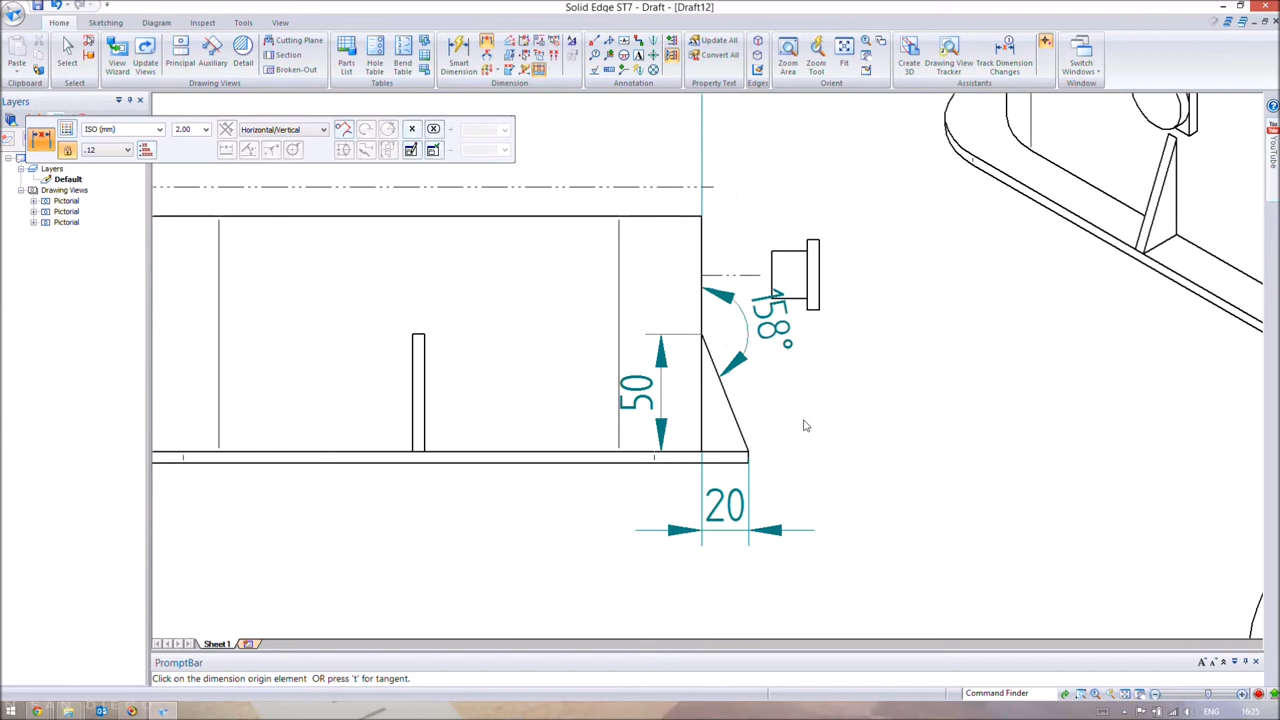 Solid Edge ST7 - Draft - [Draft12]
Home Sketching Diagram Inspect Tools View
Paste
Clipboard
Select
Select
View Wizard
Update Views
Principal
Auxiliary
Detail
Cutting Plane
Section
Broken-Out
Drawing Views
Parts List
Hole Table
Bend Table
Tables
Smart Dimension
Dimension
Annotation
Update All
Convert All
Property Text
Edges
Zoom Area
Zoom Tool
Fit
Orient
Create 3D
Drawing View Tracker
Track Dimension Changes
Assistants
Switch Windows
Window
Layers
ISO (mm)
2.00
Horizontal/Vertical
.12
Layers
Default
Drawing Views
Pictorial
Pictorial
Pictorial
YouTube
158°
50
20
Sheet1
PromptBar
Click on the dimension origin element OR press 't' for tangent.
Command Finder
ENG
16:25